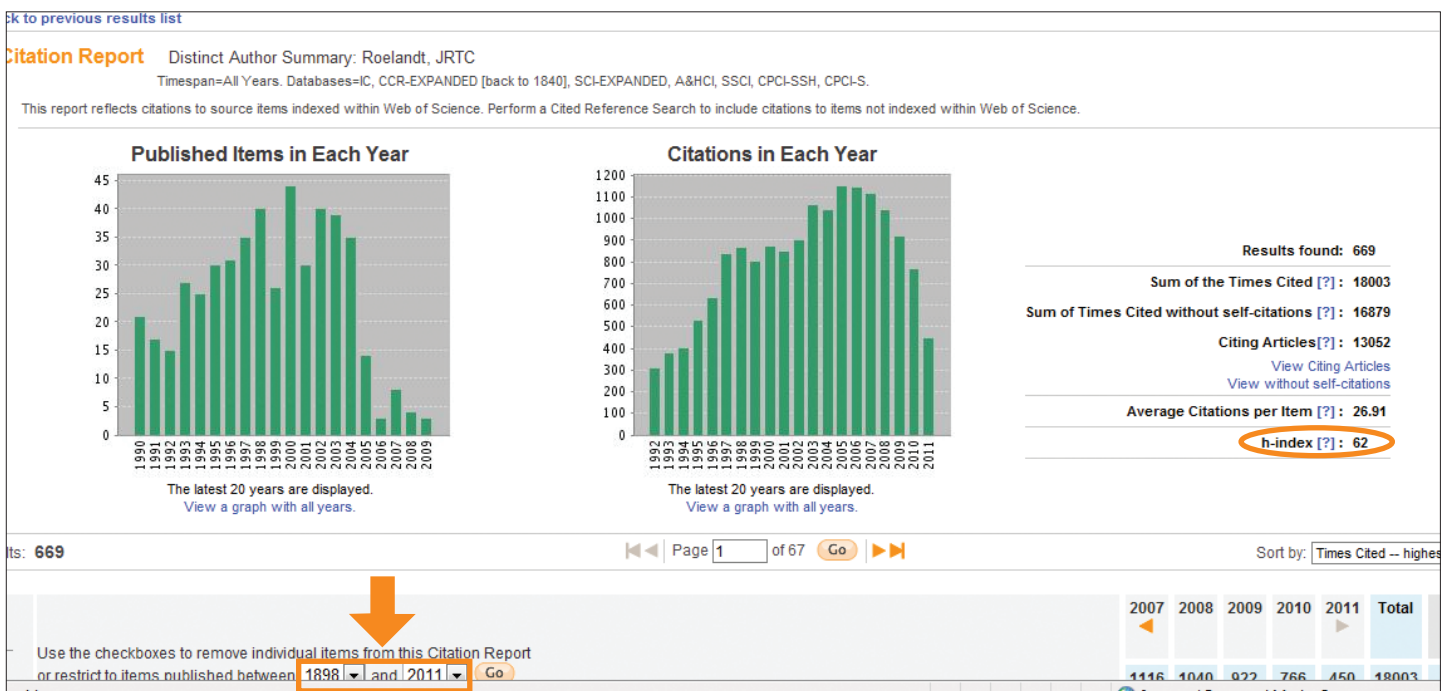 ck to previous results list
Citation Report Distinct Author Summary: Roelandt, JRTC
Timespan=All Years. Databases=IC, CCR-EXPANDED [back to 1840], SCI-EXPANDED, A&HCI, SSCI, CPCI-SSH, CPCI-S.
This report reflects citations to source items indexed within Web of Science. Perform a Cited Reference Search to include citations to items not indexed within Web of Science.
Published Items in Each Year
45
40
35
30
25
20
15
10
5
0
1990 1991 1992 1993 1994 1995 1996 1997 1998 1999 2000 2001 2002 2003 2004 2005 2006 2007 2008 2009
The latest 20 years are displayed.
View a graph with all years.
Citations in Each Year
1200
1100
1000
900
800
700
600
500
400
300
200
100
0
1992 1993 1994 1995 1996 1997 1998 1999 2000 2001 2002 2003 2004 2005 2006 2007 2008 2009 2010 2011
The latest 20 years are displayed.
View a graph with all years.
Results found: 669
Sum of the Times Cited [?] : 18003
Sum of Times Cited without self-citations [?] : 16879
Citing Articles[?] : 13052
View Citing Articles
View without self-citations
Average Citations per Item [?] : 26.91
h-index [?] : 62
lts: 669 Page 1 of 67 Go Sort by: Times Cited -- highes
2007 2008 2009 2010 2011 Total
Use the checkboxes to remove individual items from this Citation Report
or restrict to items published between 1898 and 2011 Go
1116 1040 922 766 450 18003